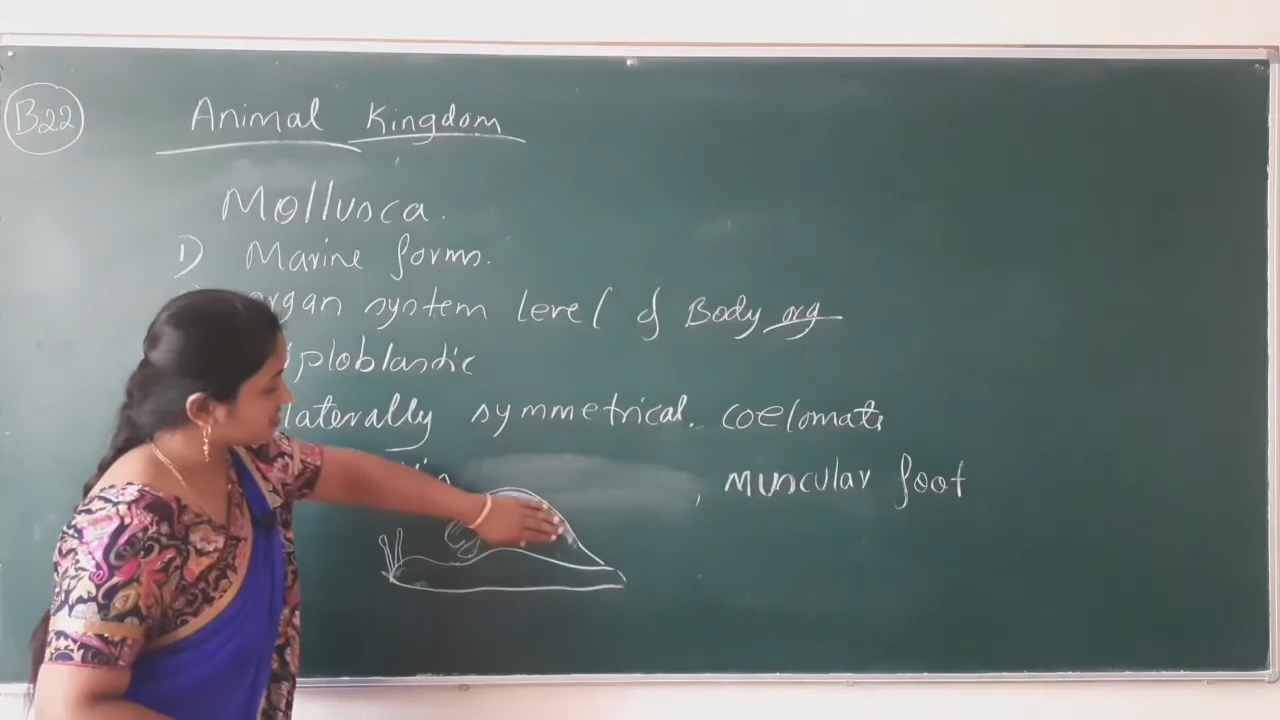 B22
Animal Kingdom
Mollusca.
1) Marine forms.
organ system level of Body org
ploblastic
laterally symmetrical. coelomate
, muscular foot